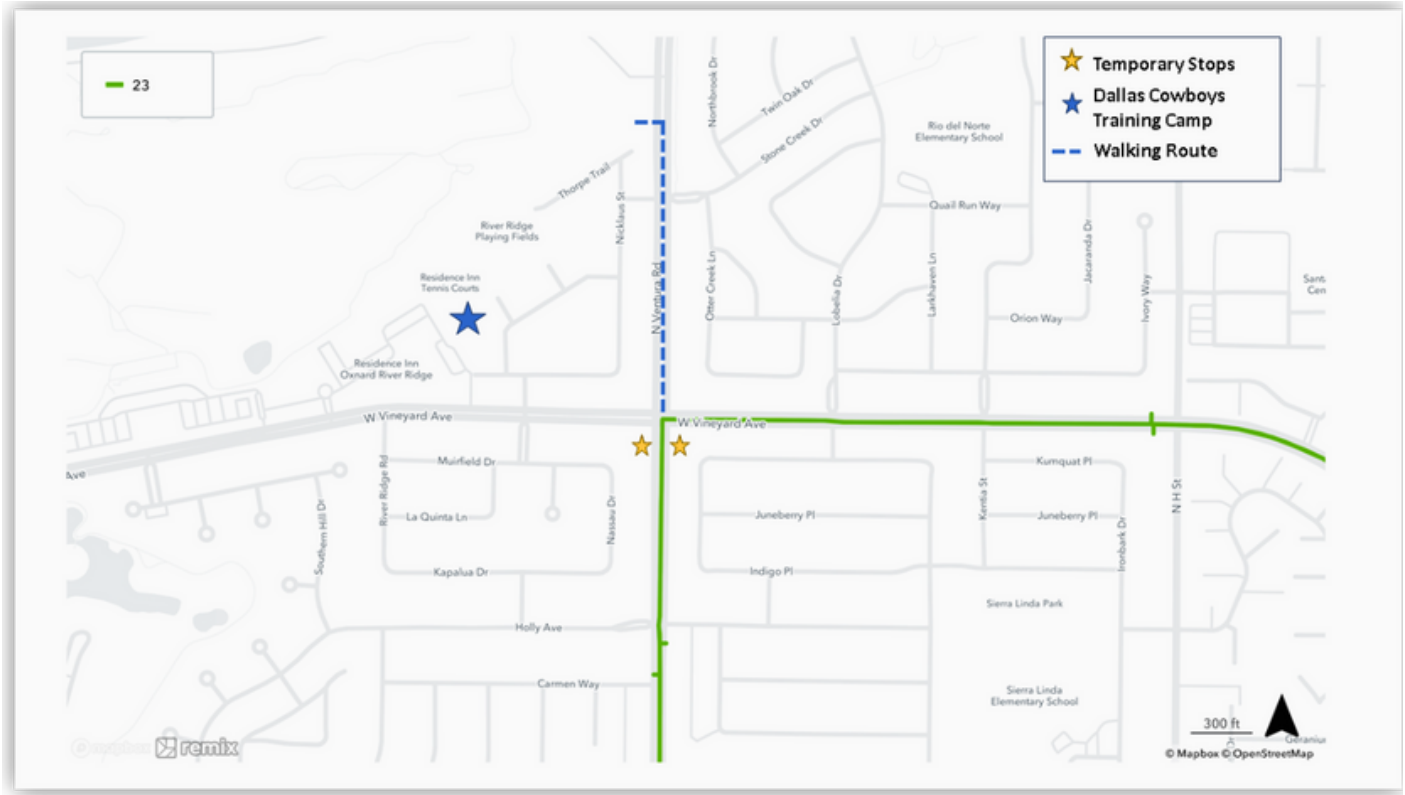 23
Temporary Stops
Dallas Cowboys
Training Camp
Walking Route
Northbrook Dr
Twin Oak Dr
Stone Creek Dr
Rio del Norte
Elementary School
Thorpe Trail
Nicklaus St
River Ridge
Playing Fields
Quail Run Way
Residence Inn
Tennis Courts
N Ventura Rd
Otter Creek Ln
Lobelia Dr
Larkhaven Ln
Jacaranda Dr
Ivory Way
Orion Way
Residence Inn
Oxnard River Ridge
W Vineyard Ave
W Vineyard Ave
Ave
Muirfield Dr
River Ridge Rd
La Quinta Ln
Nassau Dr
Southern Hill Dr
Kapalua Dr
Juneberry Pl
Indigo Pl
Kentia St
Kumquat Pl
Juneberry Pl
Ironbark Dr
N H St
Sierra Linda Park
Holly Ave
Carmen Way
Sierra Linda
Elementary School
mapbox
remix
300 ft
© Mapbox © OpenStreetMap